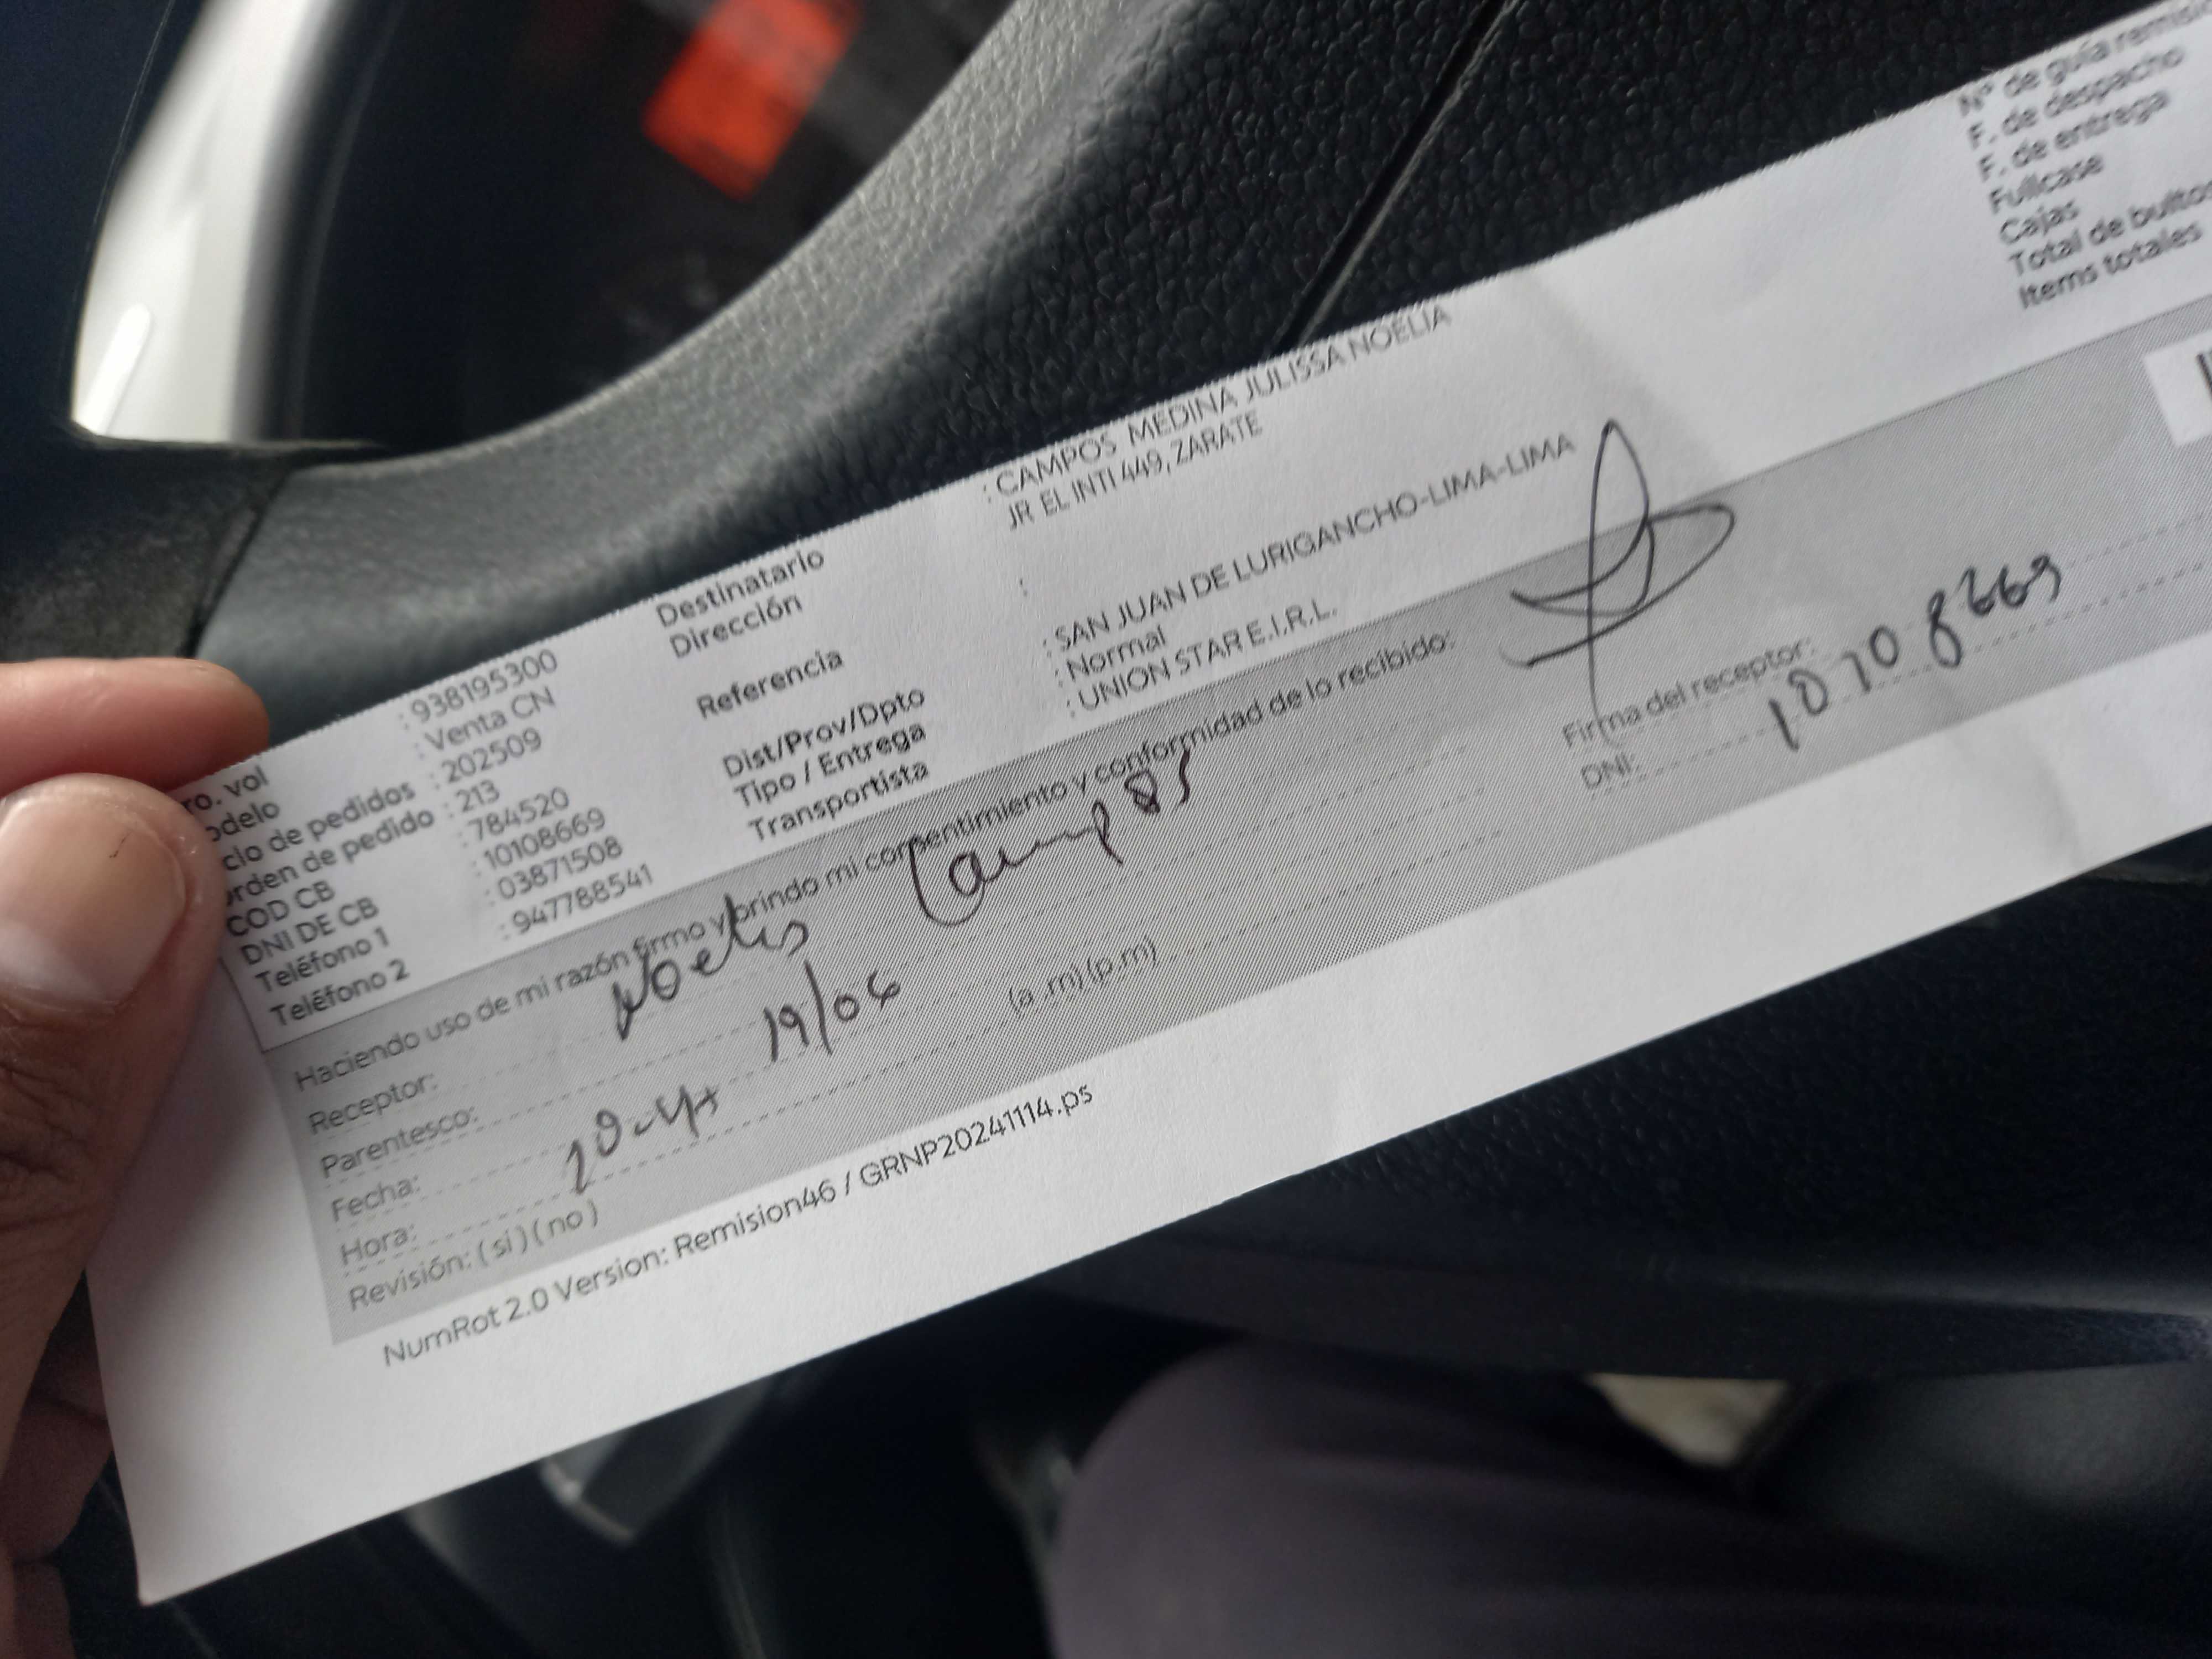 ro. vol : 938195300
odelo : Venta CN
clo de pedidos : 202509
orden de pedido : 213
COD CB : 784520
DNI DE CB : 10108669
Teléfono 1 : 03871508
Teléfono 2 : 947788541
Destinatario : CAMPOS MEDINA JULISSA NOELIA
Dirección JR EL INTI 449, ZARATE
Referencia :
Dist/Prov/Dpto : SAN JUAN DE LURIGANCHO-LIMA-LIMA
Tipo / Entrega : Normal
Transportista : UNION STAR E.I.R.L.
N° de guía remisi
F. de despacho
F. de entrega
Fullcase
Cajas
Total de bultos
Items totales
Haciendo uso de mi razón firmo y brindo mi consentimiento y conformidad de lo recibido:
Receptor: Noelia Campos
Parentesco:
Fecha: 19/04
Hora: (a .m) (p.m)
Revisión: ( si ) ( no )
Firma del receptor:
DNI: 10108669
NumRot 2.0 Version: Remision46 / GRNP20241114.ps